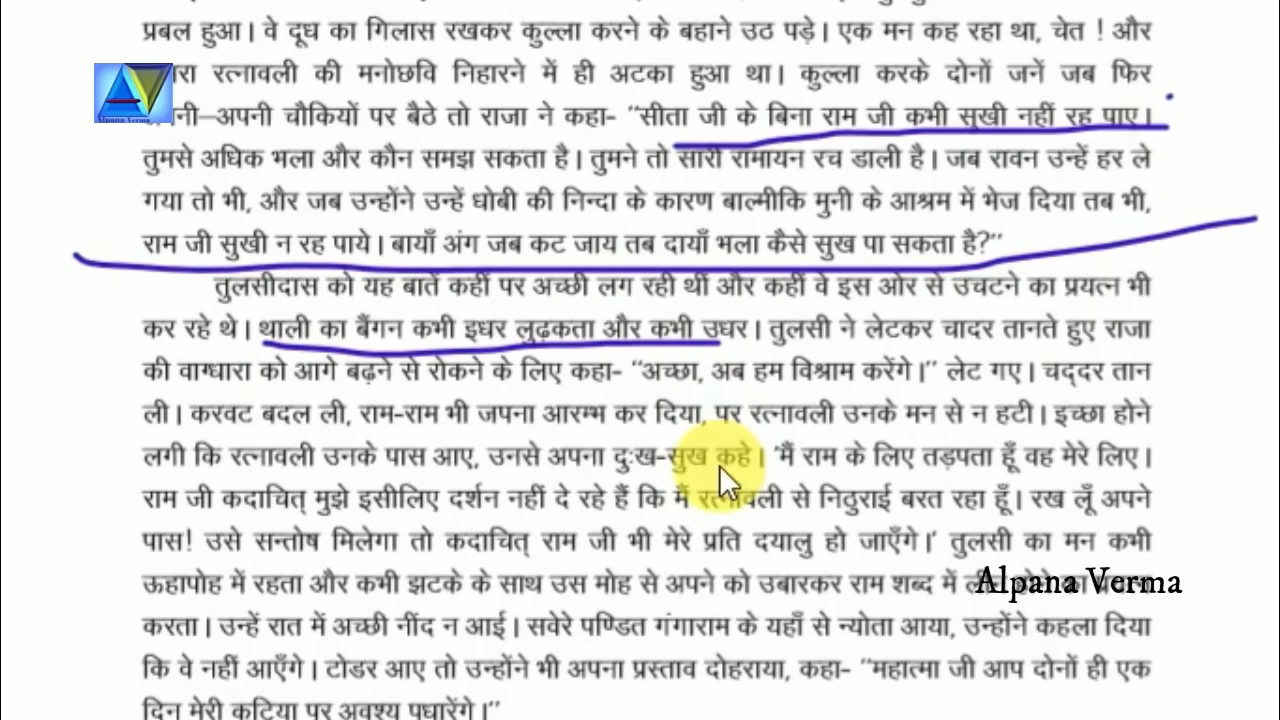 प्रबल हुआ। वे दूध का गिलास रखकर कुल्ला करने के बहाने उठ पड़े। एक मन कह रहा था, चेत ! और
रत्नावली की मनोछवि निहारने में ही अटका हुआ था। कुल्ला करके दोनों जनें जब फिर
Alpana Verma
–अपनी चौकियों पर बैठे तो राजा ने कहा- ''सीता जी के बिना राम जी कभी सुखी नहीं रह पाए।
तुमसे अधिक भला और कौन समझ सकता है। तुमने तो सारी रामायन रच डाली है। जब रावन उन्हें हर ले
गया तो भी, और जब उन्होंने उन्हें धोबी की निन्दा के कारण बाल्मीकि मुनी के आश्रम में भेज दिया तब भी,
राम जी सुखी न रह पाये। बायाँ अंग जब कट जाय तब दायाँ भला कैसे सुख पा सकता है?''
तुलसीदास को यह बातें कहीं पर अच्छी लग रही थीं और कहीं वे इस ओर से उचटने का प्रयत्न भी
कर रहे थे। थाली का बैंगन कभी इधर लुढ़कता और कभी उधर। तुलसी ने लेटकर चादर तानते हुए राजा
की वाग्धारा को आगे बढ़ने से रोकने के लिए कहा- ''अच्छा, अब हम विश्राम करेंगे।'' लेट गए। चद्दर तान
ली। करवट बदल ली, राम-राम भी जपना आरम्भ कर दिया, पर रत्नावली उनके मन से न हटी। इच्छा होने
लगी कि रत्नावली उनके पास आए, उनसे अपना दुःख-सुख कहे। 'मैं राम के लिए तड़पता हूँ वह मेरे लिए।
राम जी कदाचित् मुझे इसीलिए दर्शन नहीं दे रहे हैं कि मैं रत्नावली से निठुराई बरत रहा हूँ। रख लूँ अपने
पास! उसे सन्तोष मिलेगा तो कदाचित् राम जी भी मेरे प्रति दयालु हो जाएँगे।' तुलसी का मन कभी
ऊहापोह में रहता और कभी झटके के साथ उस मोह से अपने को उबारकर राम शब्द में
Alpana Verma
करता। उन्हें रात में अच्छी नींद न आई। सवेरे पण्डित गंगाराम के यहाँ से न्योता आया, उन्होंने कहला दिया
कि वे नहीं आएँगे। टोडर आए तो उन्होंने भी अपना प्रस्ताव दोहराया, कहा- ''महात्मा जी आप दोनों ही एक
दिन मेरी कुटिया पर अवश्य पधारेंगे।''